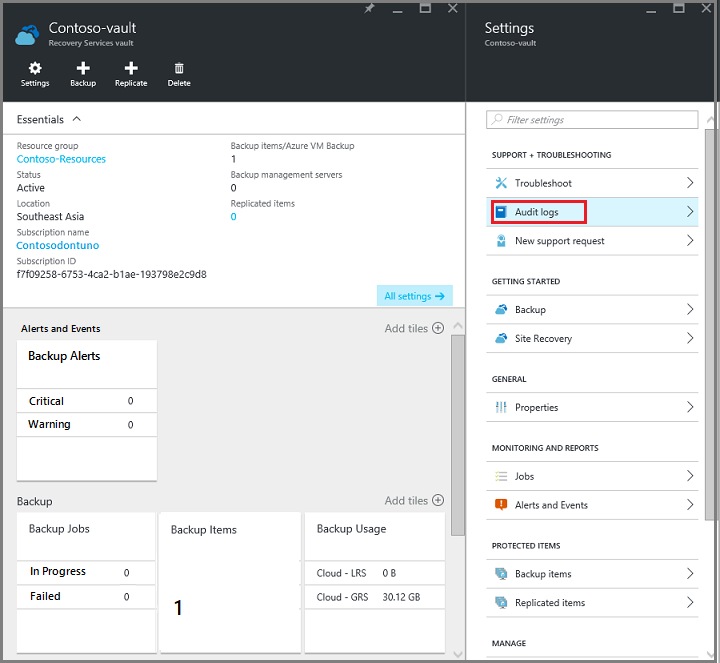 Contoso-vault
Recovery Services vault
Settings
Backup
Replicate
Delete
Essentials
Resource group
Contoso-Resources
Status
Active
Location
Southeast Asia
Subscription name
Contosodontuno
Subscription ID
f7f09258-6753-4ca2-b1ae-193798e2c9d8
Backup items/Azure VM Backup
1
Backup management servers
0
Replicated items
0
All settings →
Alerts and Events
Add tiles
Backup Alerts
Critical 0
Warning 0
Backup
Add tiles
Backup Jobs
In Progress 0
Failed 0
Backup Items
1
Backup Usage
Cloud - LRS 0 B
Cloud - GRS 30.12 GB
Settings
Contoso-vault
Filter settings
SUPPORT + TROUBLESHOOTING
Troubleshoot
Audit logs
New support request
GETTING STARTED
Backup
Site Recovery
GENERAL
Properties
MONITORING AND REPORTS
Jobs
Alerts and Events
PROTECTED ITEMS
Backup items
Replicated items
MANAGE